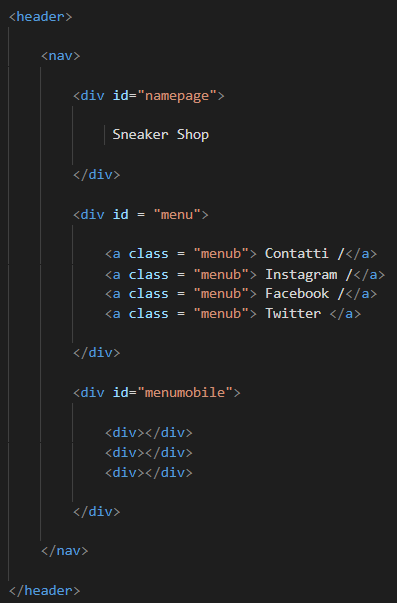 <header>
<nav>
<div id="namepage">
Sneaker Shop
</div>
<div id = "menu">
<a class = "menub"> Contatti /</a>
<a class = "menub"> Instagram /</a>
<a class = "menub"> Facebook /</a>
<a class = "menub"> Twitter </a>
</div>
<div id="menumobile">
<div></div>
<div></div>
<div></div>
</div>
</nav>
</header>